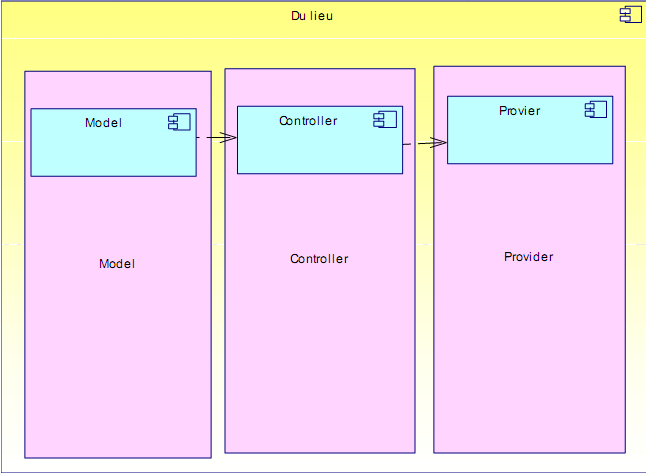 Du lieu
Model
Controller
Provier
Model
Controller
Provider